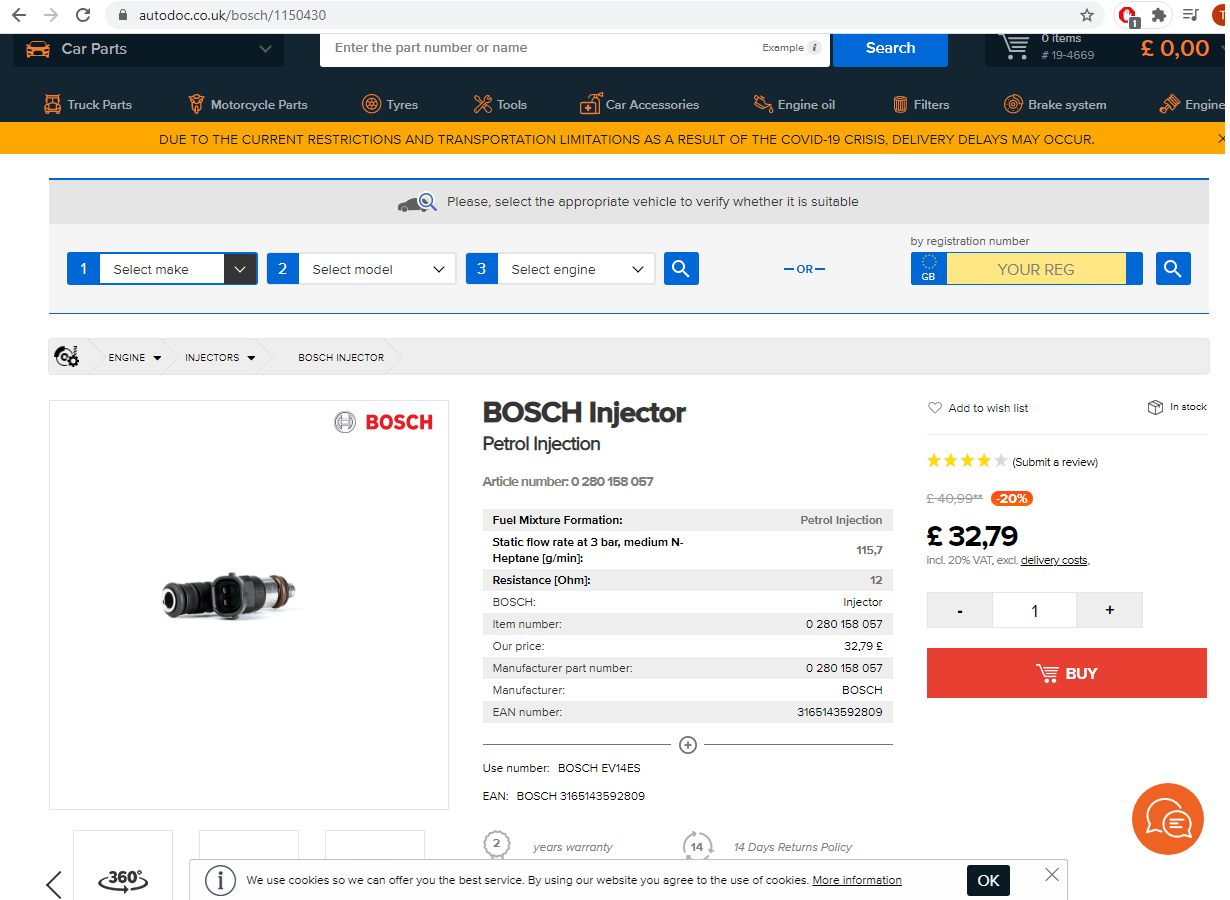 autodoc.co.uk/bosch/1150430
1
T
Car Parts
Enter the part number or name
Example i
Search
0 items
# 19-4669
£ 0,00
Truck Parts
Motorcycle Parts
Tyres
Tools
Car Accessories
Engine oil
Filters
Brake system
Engine
DUE TO THE CURRENT RESTRICTIONS AND TRANSPORTATION LIMITATIONS AS A RESULT OF THE COVID-19 CRISIS, DELIVERY DELAYS MAY OCCUR.
Please, select the appropriate vehicle to verify whether it is suitable
by registration number
1 Select make
2 Select model
3 Select engine
OR
GB
YOUR REG
ENGINE
INJECTORS
BOSCH INJECTOR
BOSCH
BOSCH Injector
Petrol Injection
Article number: 0 280 158 057
Fuel Mixture Formation: Petrol Injection
Static flow rate at 3 bar, medium N-
Heptane [g/min]: 115,7
Resistance [Ohm]: 12
BOSCH: Injector
Item number: 0 280 158 057
Our price: 32,79 £
Manufacturer part number: 0 280 158 057
Manufacturer: BOSCH
EAN number: 3165143592809
Use number: BOSCH EV14ES
EAN: BOSCH 3165143592809
2 years warranty
14 14 Days Returns Policy
Add to wish list
In stock
(Submit a review)
£ 40,99** -20%
£ 32,79
incl. 20% VAT, excl. delivery costs,
- 1 +
BUY
360°
i We use cookies so we can offer you the best service. By using our website you agree to the use of cookies. More information
OK